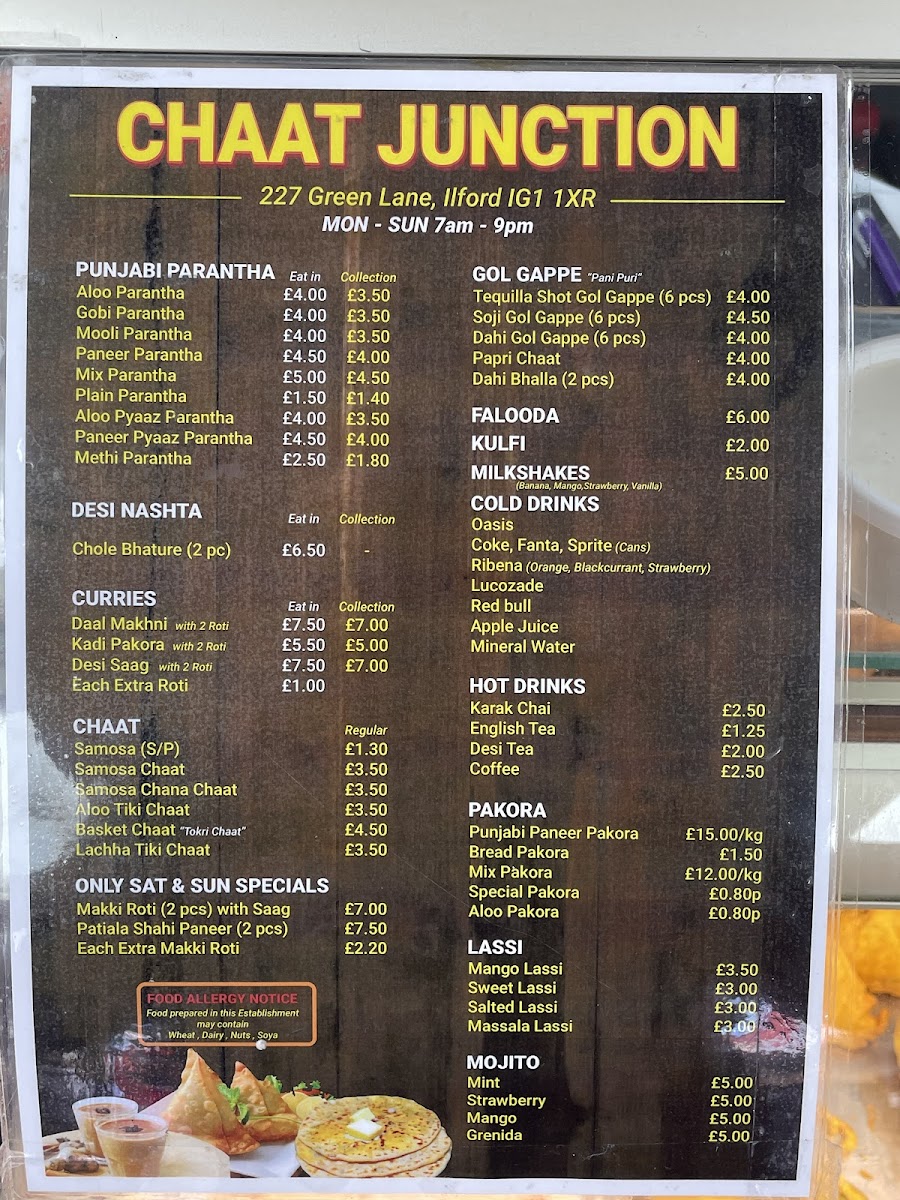 CHAAT JUNCTION
227 Green Lane, Ilford IG1 1XR
MON - SUN 7am - 9pm
PUNJABI PARANTHA Eat in Collection
Aloo Parantha £4.00 £3.50
Gobi Parantha £4.00 £3.50
Mooli Parantha £4.00 £3.50
Paneer Parantha £4.50 £4.00
Mix Parantha £5.00 £4.50
Plain Parantha £1.50 £1.40
Aloo Pyaaz Parantha £4.00 £3.50
Paneer Pyaaz Parantha £4.50 £4.00
Methi Parantha £2.50 £1.80
DESI NASHTA Eat in Collection
Chole Bhature (2 pc) £6.50 -
CURRIES Eat in Collection
Daal Makhni with 2 Roti £7.50 £7.00
Kadi Pakora with 2 Roti £5.50 £5.00
Desi Saag with 2 Roti £7.50 £7.00
Each Extra Roti £1.00
CHAAT Regular
Samosa (S/P) £1.30
Samosa Chaat £3.50
Samosa Chana Chaat £3.50
Aloo Tiki Chaat £3.50
Basket Chaat "Tokri Chaat" £4.50
Lachha Tiki Chaat £3.50
ONLY SAT & SUN SPECIALS
Makki Roti (2 pcs) with Saag £7.00
Patiala Shahi Paneer (2 pcs) £7.50
Each Extra Makki Roti £2.20
FOOD ALLERGY NOTICE
Food prepared in this Establishment
may contain
Wheat , Dairy , Nuts , Soya
GOL GAPPE "Pani Puri"
Tequilla Shot Gol Gappe (6 pcs) £4.00
Soji Gol Gappe (6 pcs) £4.50
Dahi Gol Gappe (6 pcs) £4.00
Papri Chaat £4.00
Dahi Bhalla (2 pcs) £4.00
FALOODA £6.00
KULFI £2.00
MILKSHAKES £5.00
(Banana, Mango,Strawberry, Vanilla)
COLD DRINKS
Oasis
Coke, Fanta, Sprite (Cans)
Ribena (Orange, Blackcurrant, Strawberry)
Lucozade
Red bull
Apple Juice
Mineral Water
HOT DRINKS
Karak Chai £2.50
English Tea £1.25
Desi Tea £2.00
Coffee £2.50
PAKORA
Punjabi Paneer Pakora £15.00/kg
Bread Pakora £1.50
Mix Pakora £12.00/kg
Special Pakora £0.80p
Aloo Pakora £0.80p
LASSI
Mango Lassi £3.50
Sweet Lassi £3.00
Salted Lassi £3.00
Massala Lassi £3.00
MOJITO
Mint £5.00
Strawberry £5.00
Mango £5.00
Grenida £5.00